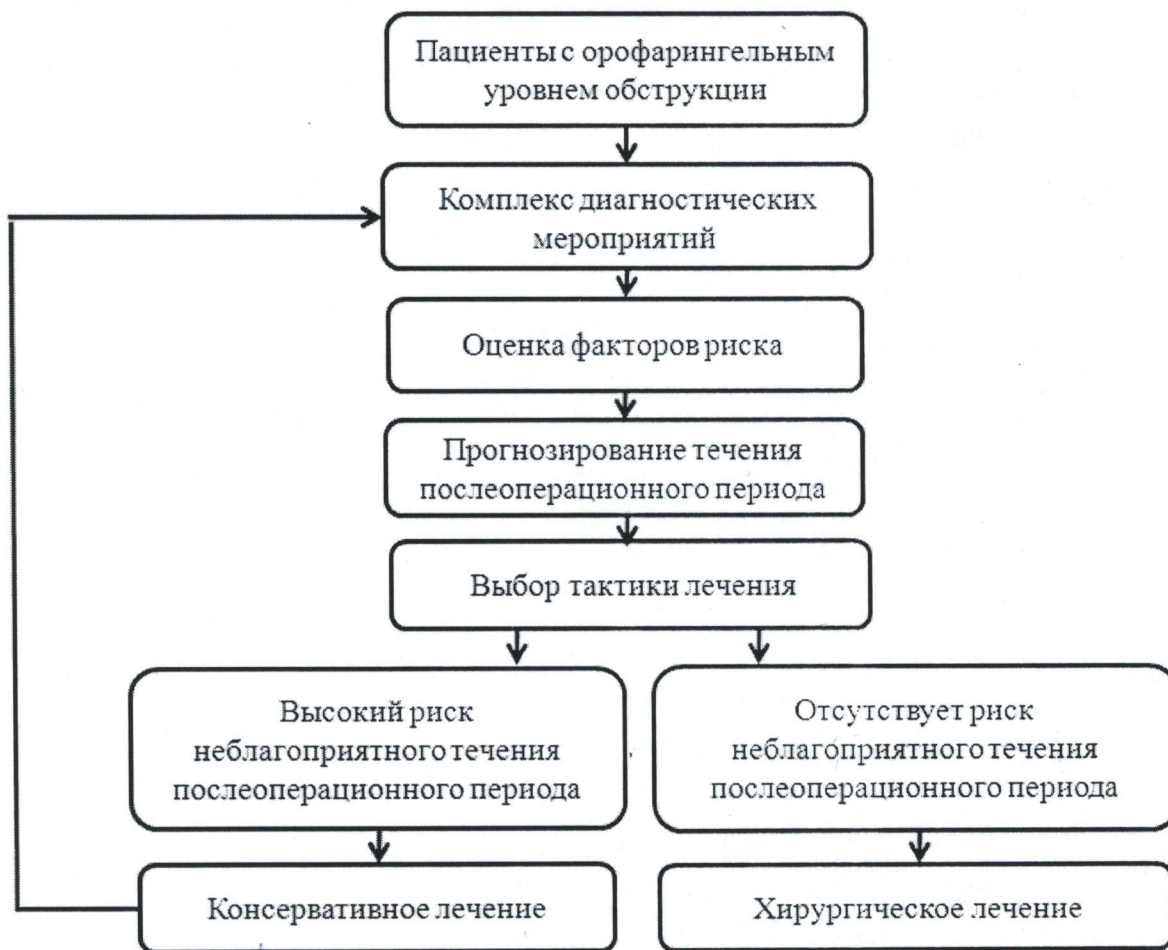 Пациенты с орофарингельным
уровнем обструкции
Комплекс диагностических
мероприятий
Оценка факторов риска
Прогнозирование течения
послеоперационного периода
Выбор тактики лечения
Высокий риск
неблагоприятного течения
послеоперационного периода
Отсутствует риск
неблагоприятного течения
послеоперационного периода
Консервативное лечение
Хирургическое лечение